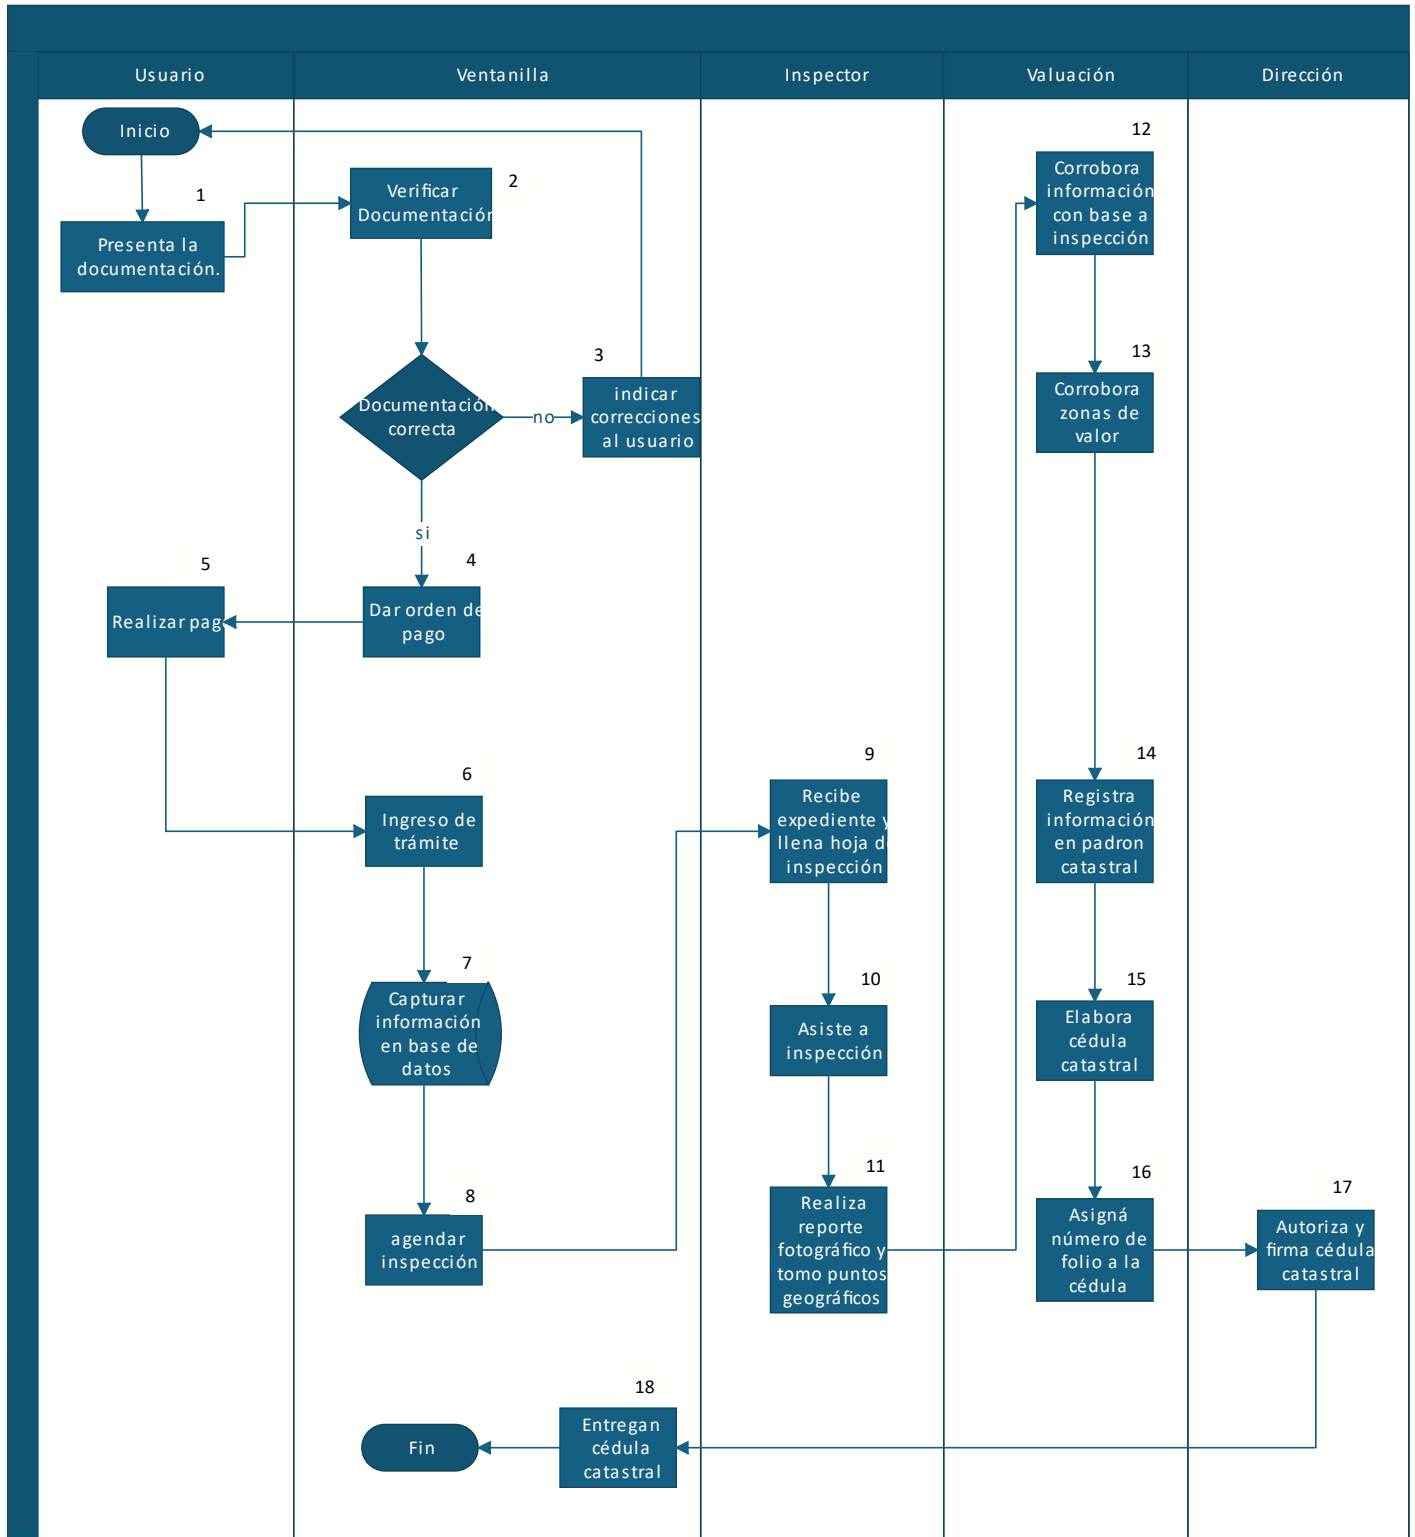 Usuario
Ventanilla
Inspector
Valuación
Dirección
Inicio
1
Presenta la
documentación.
2
Verificar
Documentación
Documentación
correcta
no
3
indicar
correcciones
al usuario
si
4
Dar orden de
pago
5
Realizar pag
6
Ingreso de
trámite
7
Capturar
información
en base de
datos
8
agendar
inspección
9
Recibe
expediente y
llena hoja de
inspección
10
Asiste a
inspección
11
Realiza
reporte
fotográfico y
tomo puntos
geográficos
12
Corrobora
información
con base a
inspección
13
Corrobora
zonas de
valor
14
Registra
información
en padron
catastral
15
Elabora
cédula
catastral
16
Asigná
número de
folio a la
cédula
17
Autoriza y
firma cédula
catastral
18
Entregan
cédula
catastral
Fin